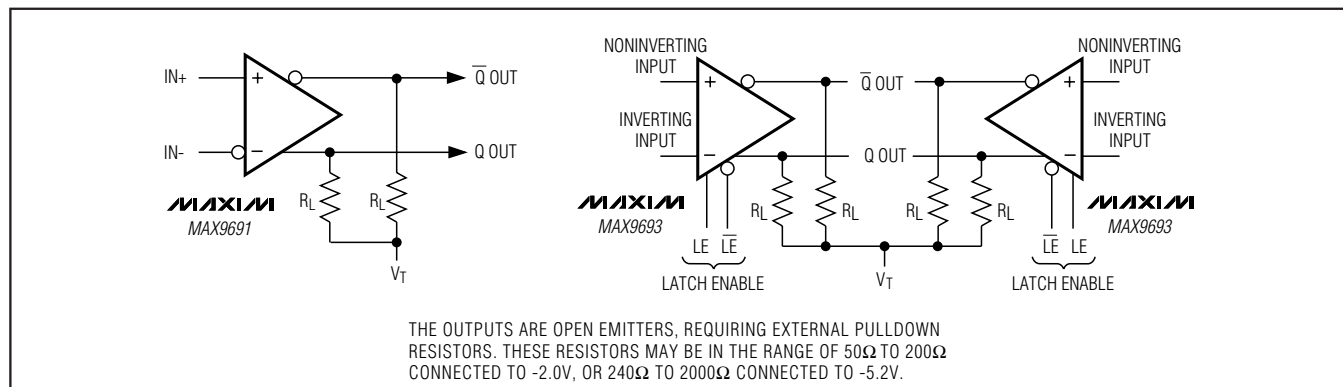 IN+
IN-
+
−
Q̅ OUT
Q OUT
RL
RL
VT
MAXIM
MAX9691
NONINVERTING
INPUT
INVERTING
INPUT
+
−
Q̅ OUT
Q OUT
NONINVERTING
INPUT
INVERTING
INPUT
+
−
MAXIM
MAX9693
RL
RL
RL
RL
MAXIM
MAX9693
LE L̅E̅
L̅E̅ LE
LATCH ENABLE
VT
LATCH ENABLE
THE OUTPUTS ARE OPEN EMITTERS, REQUIRING EXTERNAL PULLDOWN
RESISTORS. THESE RESISTORS MAY BE IN THE RANGE OF 50Ω TO 200Ω
CONNECTED TO -2.0V, OR 240Ω TO 2000Ω CONNECTED TO -5.2V.